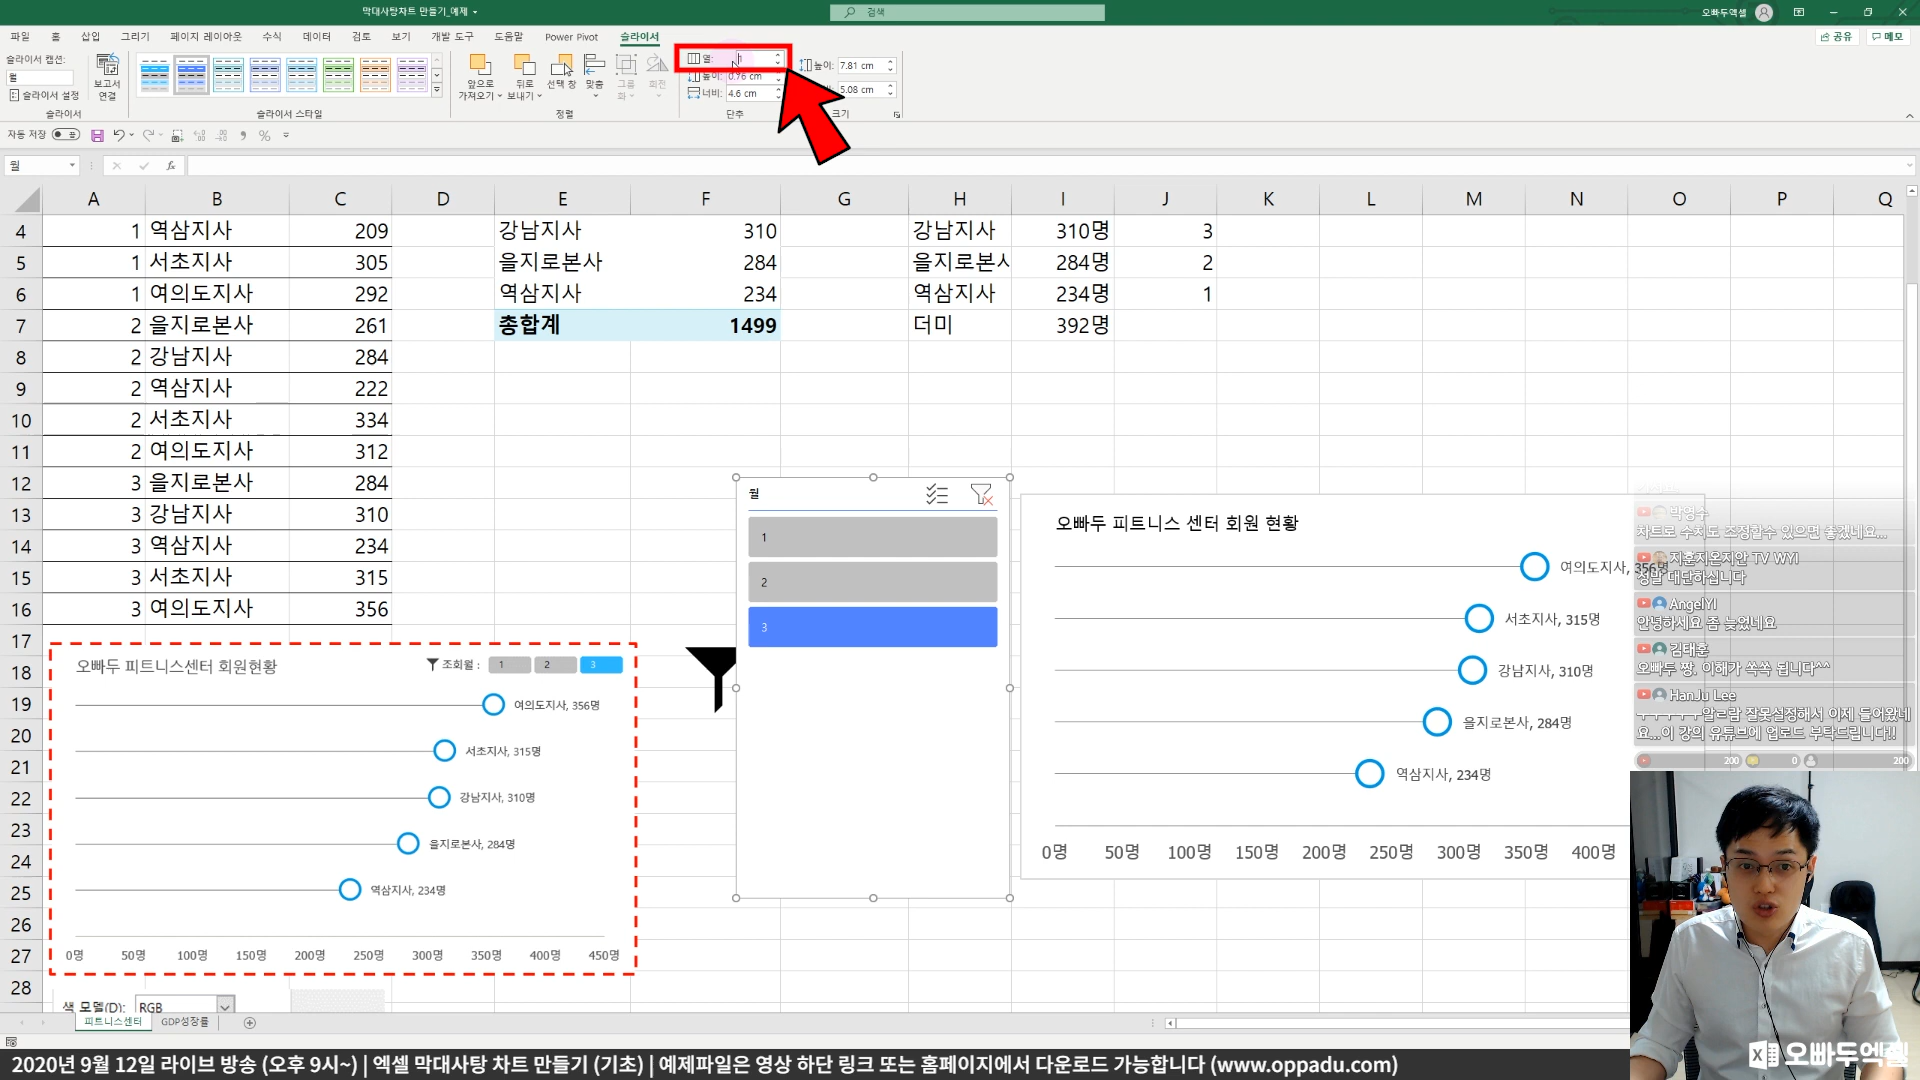 막대사탕차트 만들기_예제
검색
오빠두엑셀
파일 홈 삽입 그리기 페이지 레이아웃 수식 데이터 검토 보기 개발 도구 도움말 Power Pivot 슬라이서
공유 메모
슬라이서 캡션:
월
슬라이서 설정
보고서 연결
앞으로 가져오기
뒤로 보내기
선택 창
맞춤
그룹화
회전
열: 1
높이: 0.96 cm
너비: 4.6 cm
높이: 7.81 cm
5.08 cm
슬라이서 슬라이서 스타일 정렬 단추 크기
자동 저장
월
fx
A B C D E F G H I J K L M N O P Q
4 1 역삼지사 209 강남지사 310 강남지사 310명 3
5 1 서초지사 305 을지로본사 284 을지로본사 284명 2
6 1 여의도지사 292 역삼지사 234 역삼지사 234명 1
7 2 을지로본사 261 총합계 1499 더미 392명
8 2 강남지사 284
9 2 역삼지사 222
10 2 서초지사 334
11 2 여의도지사 312
12 3 을지로본사 284
13 3 강남지사 310
14 3 역삼지사 234
15 3 서초지사 315
16 3 여의도지사 356
17
18
19
20
21
22
23
24
25
26
27
28
오빠두 피트니스센터 회원현황
조회월 : 1 2 3
여의도지사, 356명
서초지사, 315명
강남지사, 310명
을지로본사, 284명
역삼지사, 234명
0명 50명 100명 150명 200명 250명 300명 350명 400명 450명
월
1
2
3
오빠두 피트니스 센터 회원 현황
여의도지사, 356명
서초지사, 315명
강남지사, 310명
을지로본사, 284명
역삼지사, 234명
0명 50명 100명 150명 200명 250명 300명 350명 400명
박영수
차트로 수치도 조정할수 있으면 좋겠네요...
지훈지온지안 TV WYI
정말 대단하십니다
AngelYI
안녕하세요 좀 늦었네요
김태훈
오빠두 짱. 이해가 쏙쏙 됩니다^^
HanJu Lee
ㅜㅜㅜㅜㅜ알ㄹ람 잘못설정해서 이제 들어왔네
요...이 강의 유튜브에 업로드 부탁드립니다!!
200 0 200
색 모델(D): RGB
피트니스센터 GDP성장률
2020년 9월 12일 라이브 방송 (오후 9시~) | 엑셀 막대사탕 차트 만들기 (기초) | 예제파일은 영상 하단 링크 또는 홈페이지에서 다운로드 가능합니다 (www.oppadu.com)
오빠두엑셀